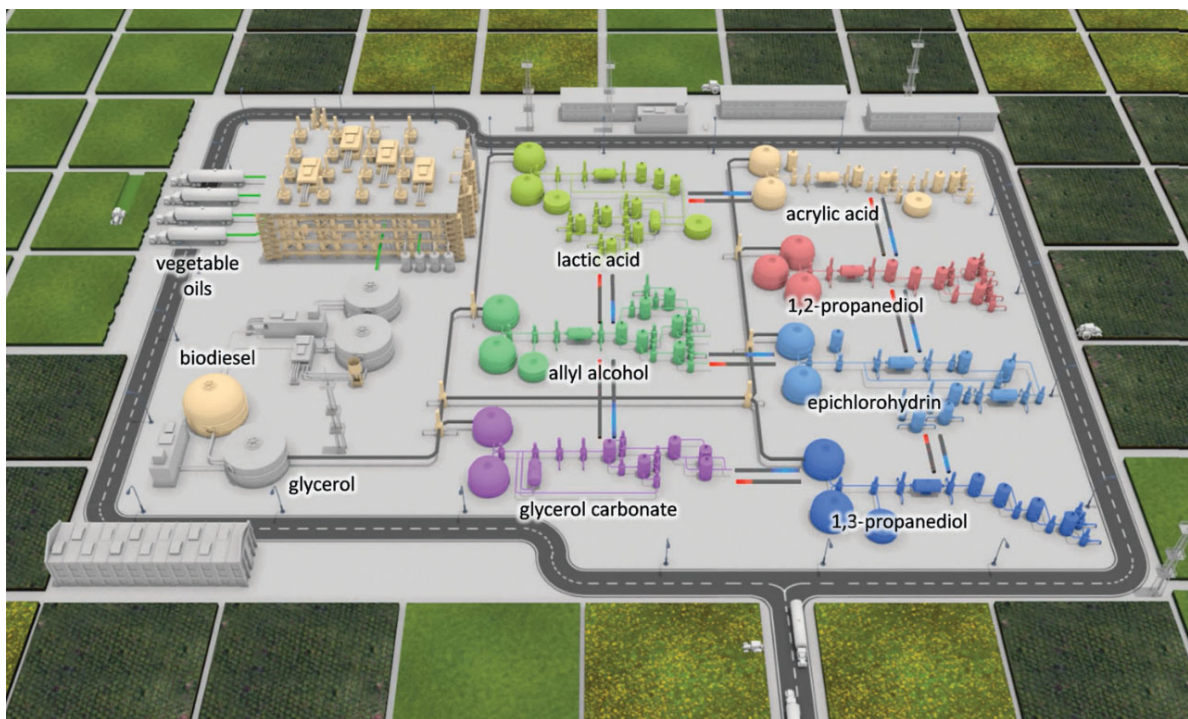 acrylic acid
lactic acid
vegetable
oils
1,2-propanediol
biodiesel
allyl alcohol
epichlorohydrin
glycerol
glycerol carbonate
1,3-propanediol